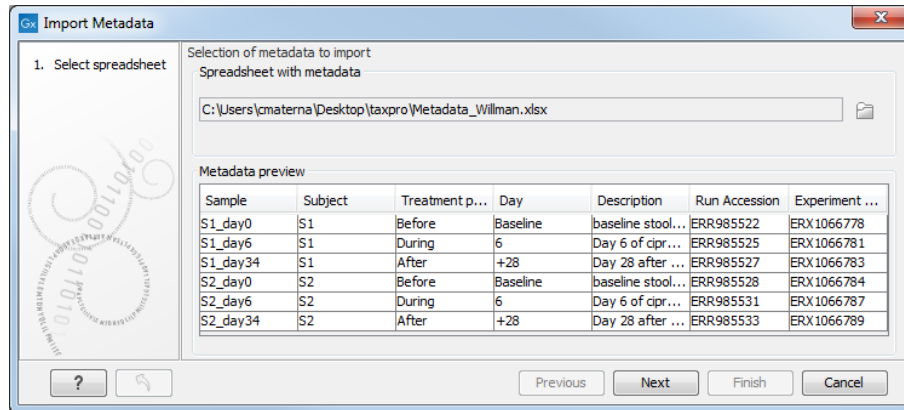 Gx Import Metadata
1. Select spreadsheet
Selection of metadata to import
Spreadsheet with metadata
C:\Users\cmaterna\Desktop\taxpro\Metadata_Willman.xlsx
Metadata preview
Sample Subject Treatment p... Day Description Run Accession Experiment ...
S1_day0 S1 Before Baseline baseline stool... ERR985522 ERX1066778
S1_day6 S1 During 6 Day 6 of cipr... ERR985525 ERX1066781
S1_day34 S1 After +28 Day 28 after ... ERR985527 ERX1066783
S2_day0 S2 Before Baseline baseline stool... ERR985528 ERX1066784
S2_day6 S2 During 6 Day 6 of cipr... ERR985531 ERX1066787
S2_day34 S2 After +28 Day 28 after ... ERR985533 ERX1066789
? Previous Next Finish Cancel